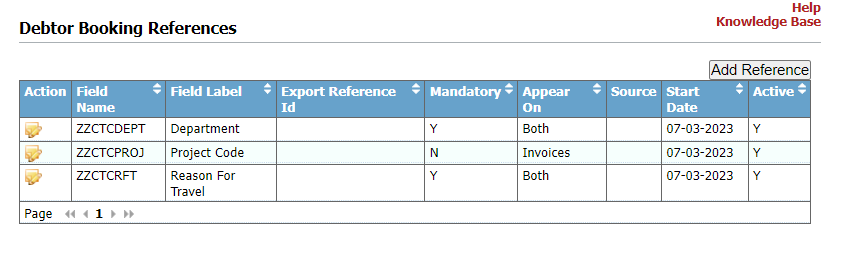 Help
Knowledge Base
Debtor Booking References
Add Reference
Action Field Name Field Label Export Reference Id Mandatory Appear On Source Start Date Active
ZZCTCDEPT Department Y Both 07-03-2023 Y
ZZCTCPROJ Project Code N Invoices 07-03-2023 Y
ZZCTCRFT Reason For Travel Y Both 07-03-2023 Y
Page 1